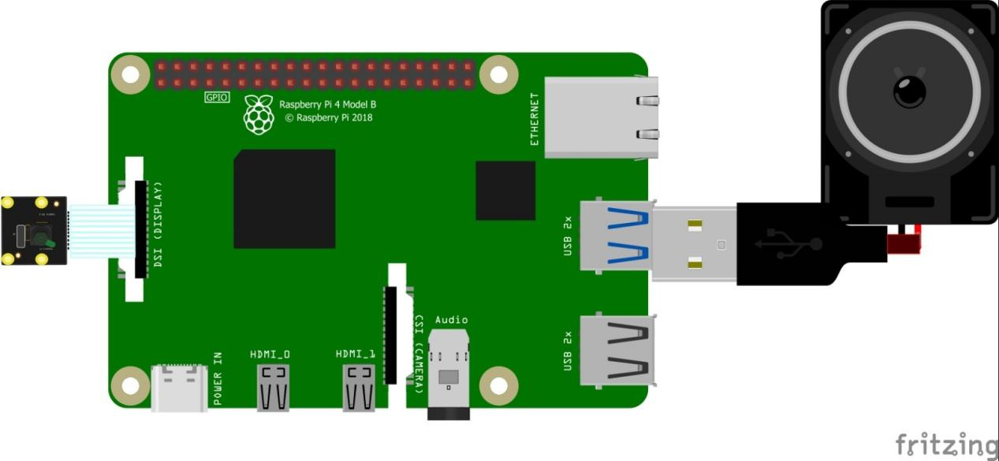 GPIO
Raspberry Pi 4 Model B
© Raspberry Pi 2018
ETHERNET
DSI (DISPLAY)
USB 2x
CSI (CAMERA)
Audio
USB 2x
HDMI_0
HDMI_1
POWER IN
fritzing